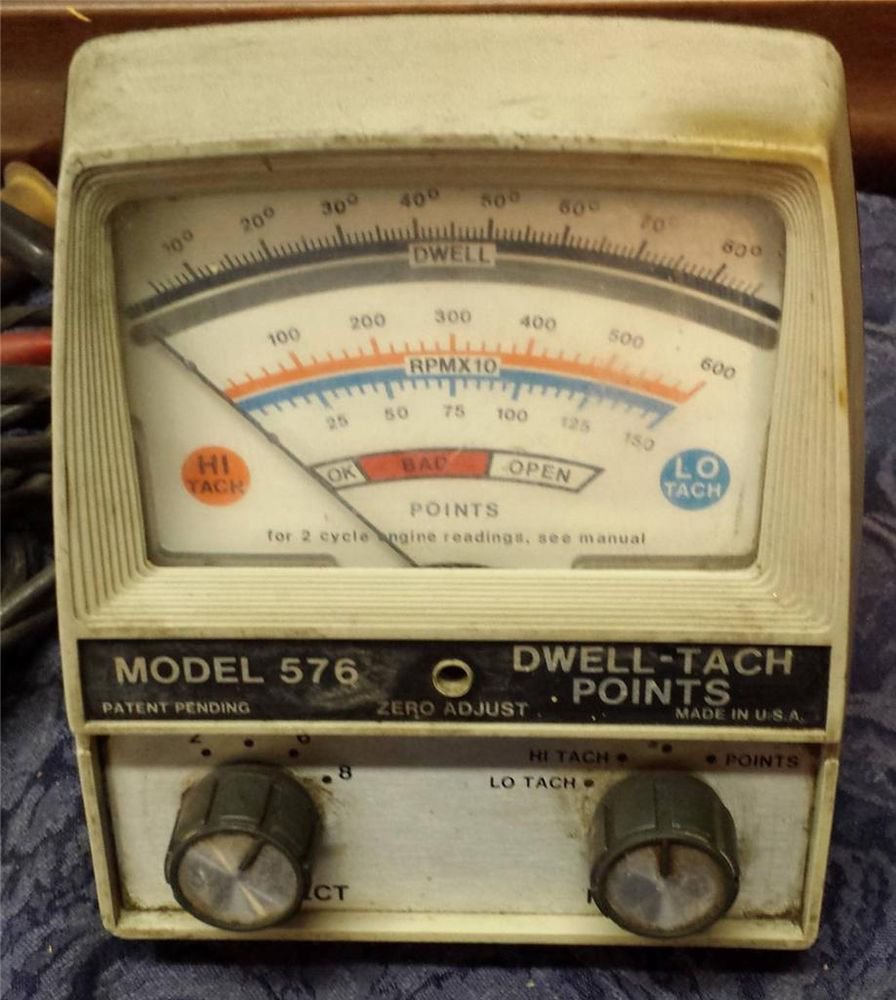 10° 20° 30° 40° 50° 60° 70° 80°
DWELL
100 200 300 400 500 600
RPMX10
25 50 75 100 125 150
HI TACH
LO TACH
OK BAD OPEN
POINTS
for 2 cycle engine readings, see manual
MODEL 576
DWELL-TACH
POINTS
PATENT PENDING
ZERO ADJUST
MADE IN U.S.A.
2 6
8
HI TACH
POINTS
LO TACH